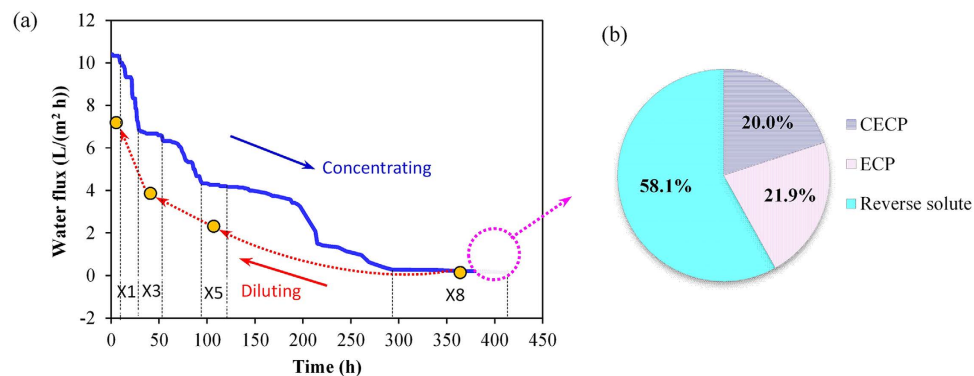 (a)
Water flux (L/(m² h)
12
10
8
6
4
2
0
-2
Concentrating
Diluting
X1
X3
X5
X8
0
50
100
150
200
250
300
350
400
450
Time (h)
(b)
20.0%
21.9%
58.1%
CECP
ECP
Reverse solute